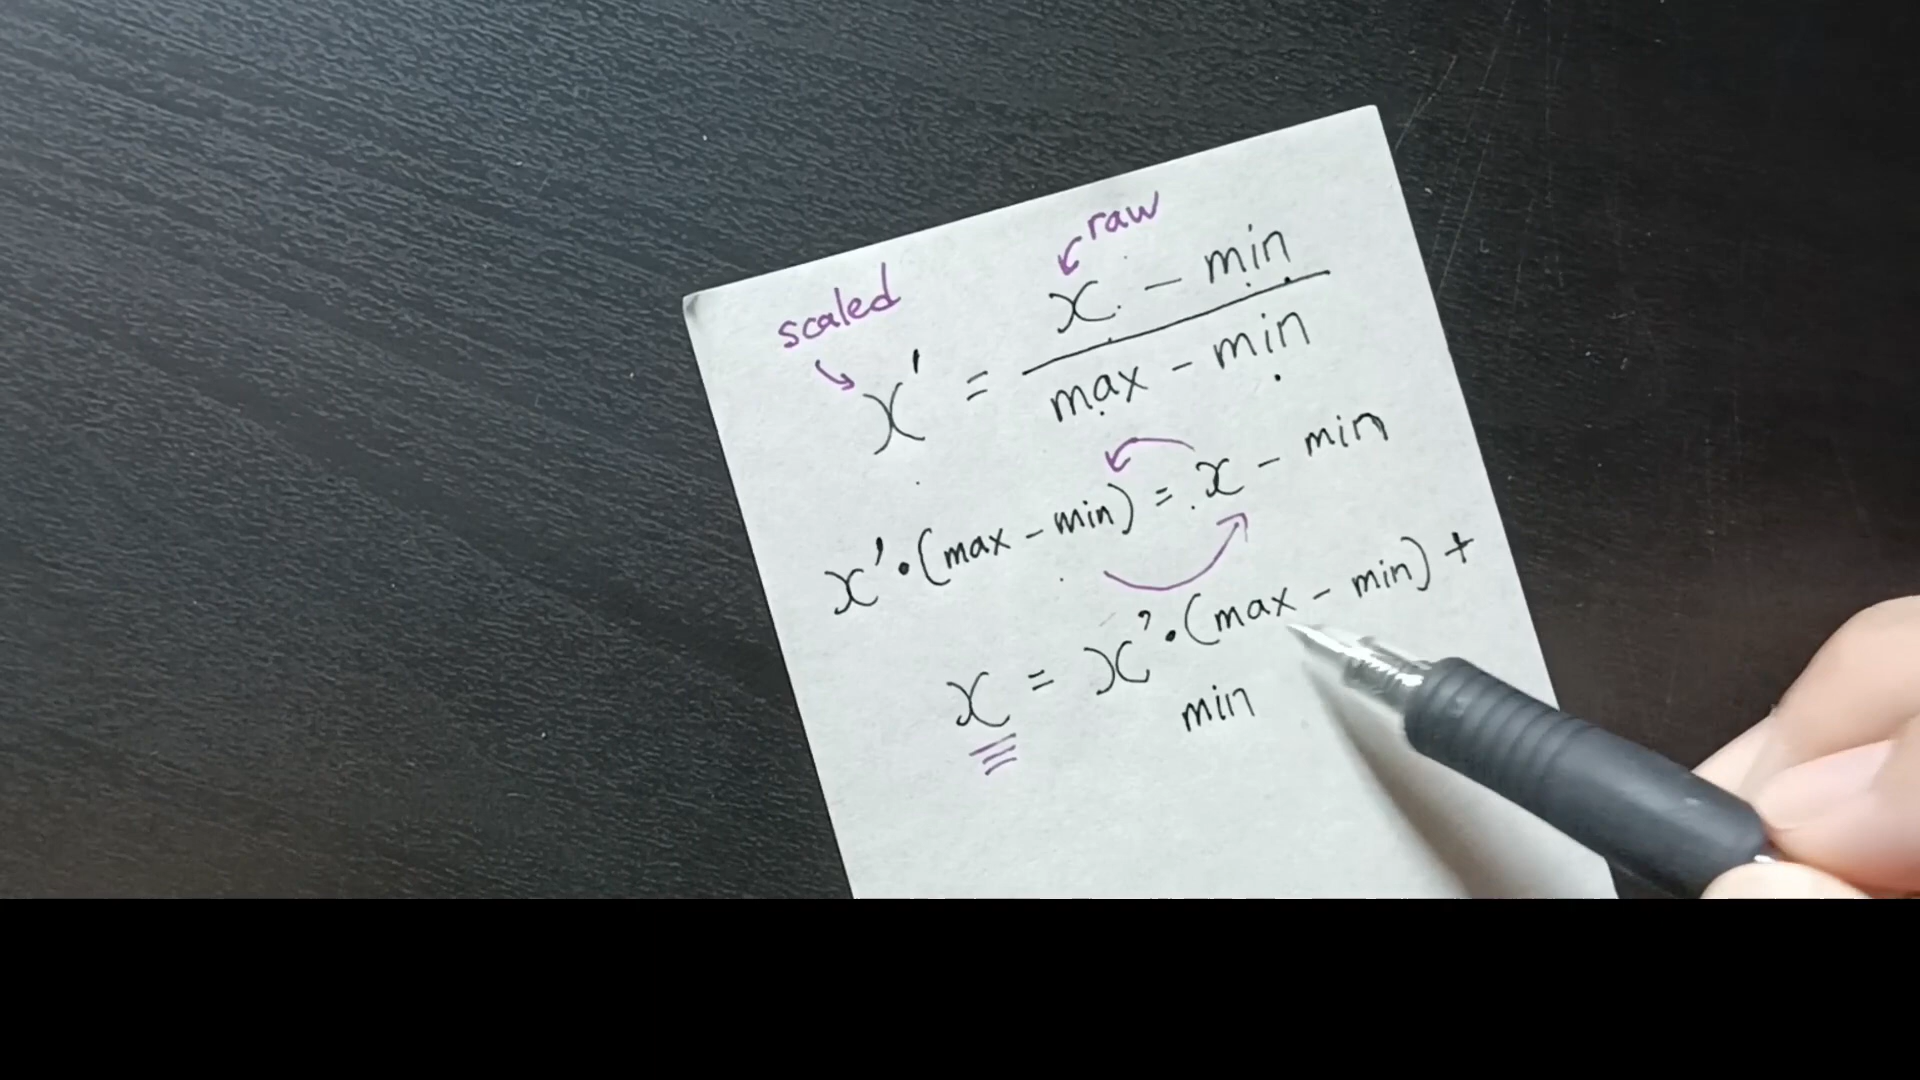 raw
scaled
x - min
x' = 
max - min
x' • (max - min) = x - min
x = x' • (max - min) +
min